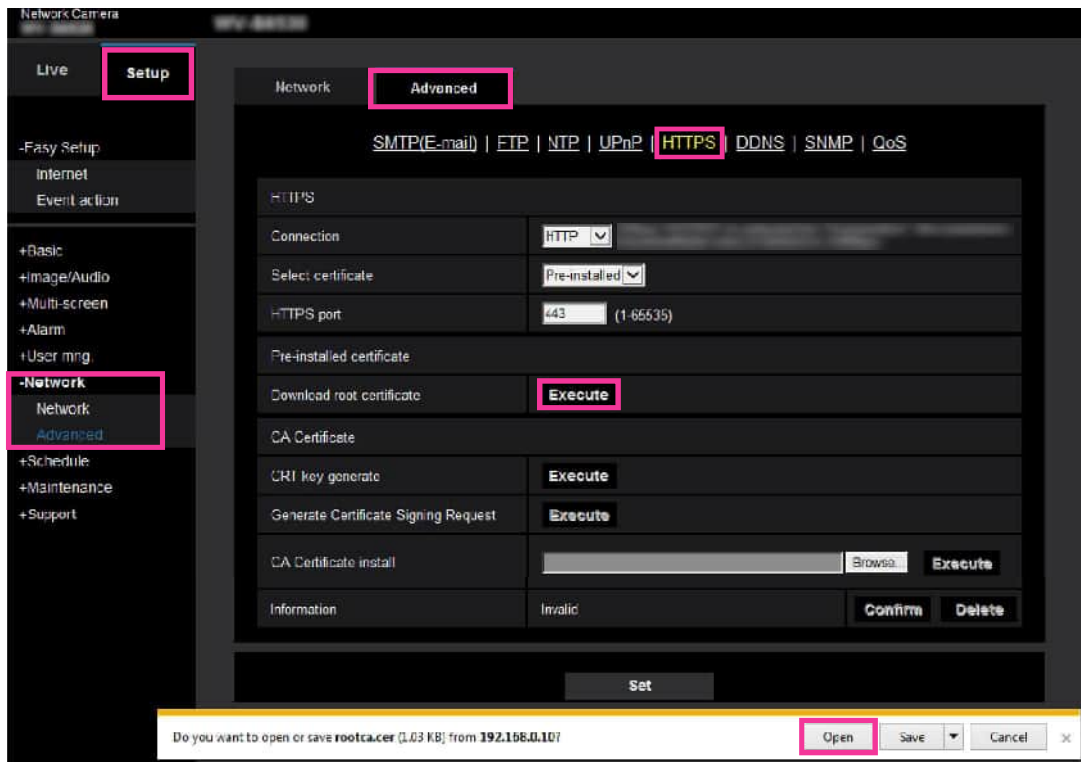 Network Camera
Live
Setup
-Easy Setup
Internet
Event action
+Basic
+Image/Audio
+Multi-screen
+Alarm
+User mng.
-Network
Network
Advanced
+Schedule
+Maintenance
+Support
Network
Advanced
SMTP(E-mail) | FTP | NTP | UPnP | HTTPS | DDNS | SNMP | QoS
HTTPS
Connection
HTTP
Select certificate
Pre-installed
HTTPS port
443 (1-65535)
Pre-installed certificate
Download root certificate
Execute
CA Certificate
CRT key generate
Execute
Generate Certificate Signing Request
Execute
CA Certificate install
Browse...
Execute
Information
Invalid
Confirm
Delete
Set
Do you want to open or save rootca.cer (1.03 KB) from 192.168.0.10?
Open
Save
Cancel
×